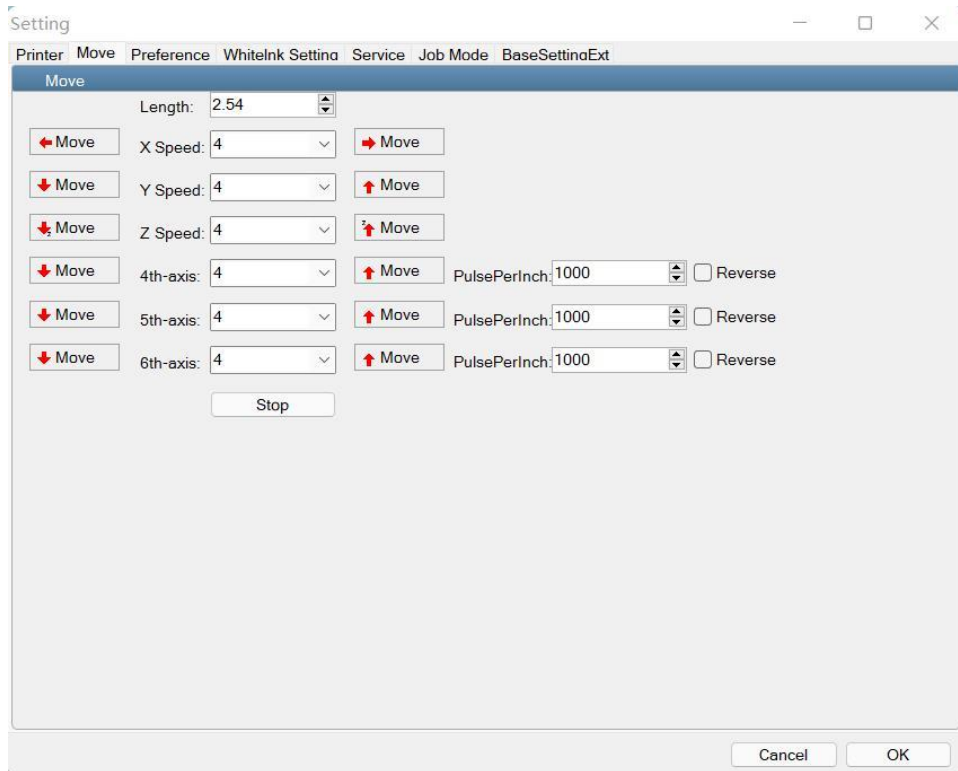 Setting
Printer Move Preference WhiteInk Setting Service Job Mode BaseSettingExt
Move
Length: 2.54
Move X Speed: 4 Move
Move Y Speed: 4 Move
Move Z Speed: 4 Move
Move 4th-axis: 4 Move PulsePerInch: 1000 Reverse
Move 5th-axis: 4 Move PulsePerInch: 1000 Reverse
Move 6th-axis: 4 Move PulsePerInch: 1000 Reverse
Stop
Cancel OK